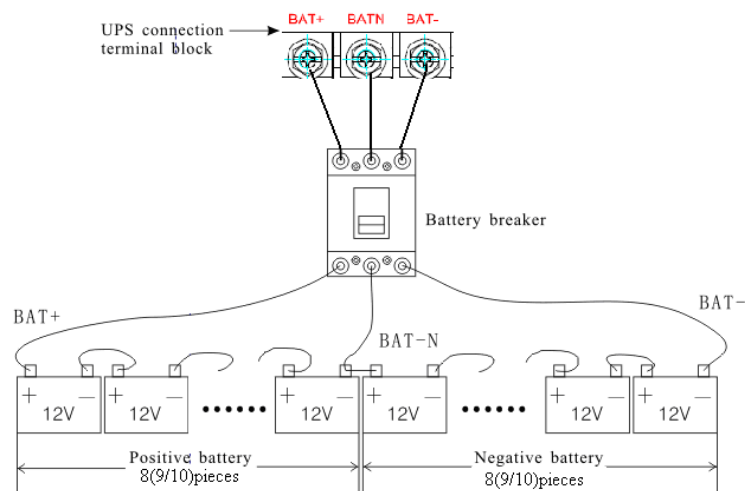 BAT+ BATN BAT-
UPS connection
terminal block
Battery breaker
BAT+
BAT-
BAT-N
+ − + − + − + − + − + −
12V 12V •••••• 12V 12V •••••• 12V 12V
Positive battery
8(9/10)pieces
Negative battery
8(9/10)pieces